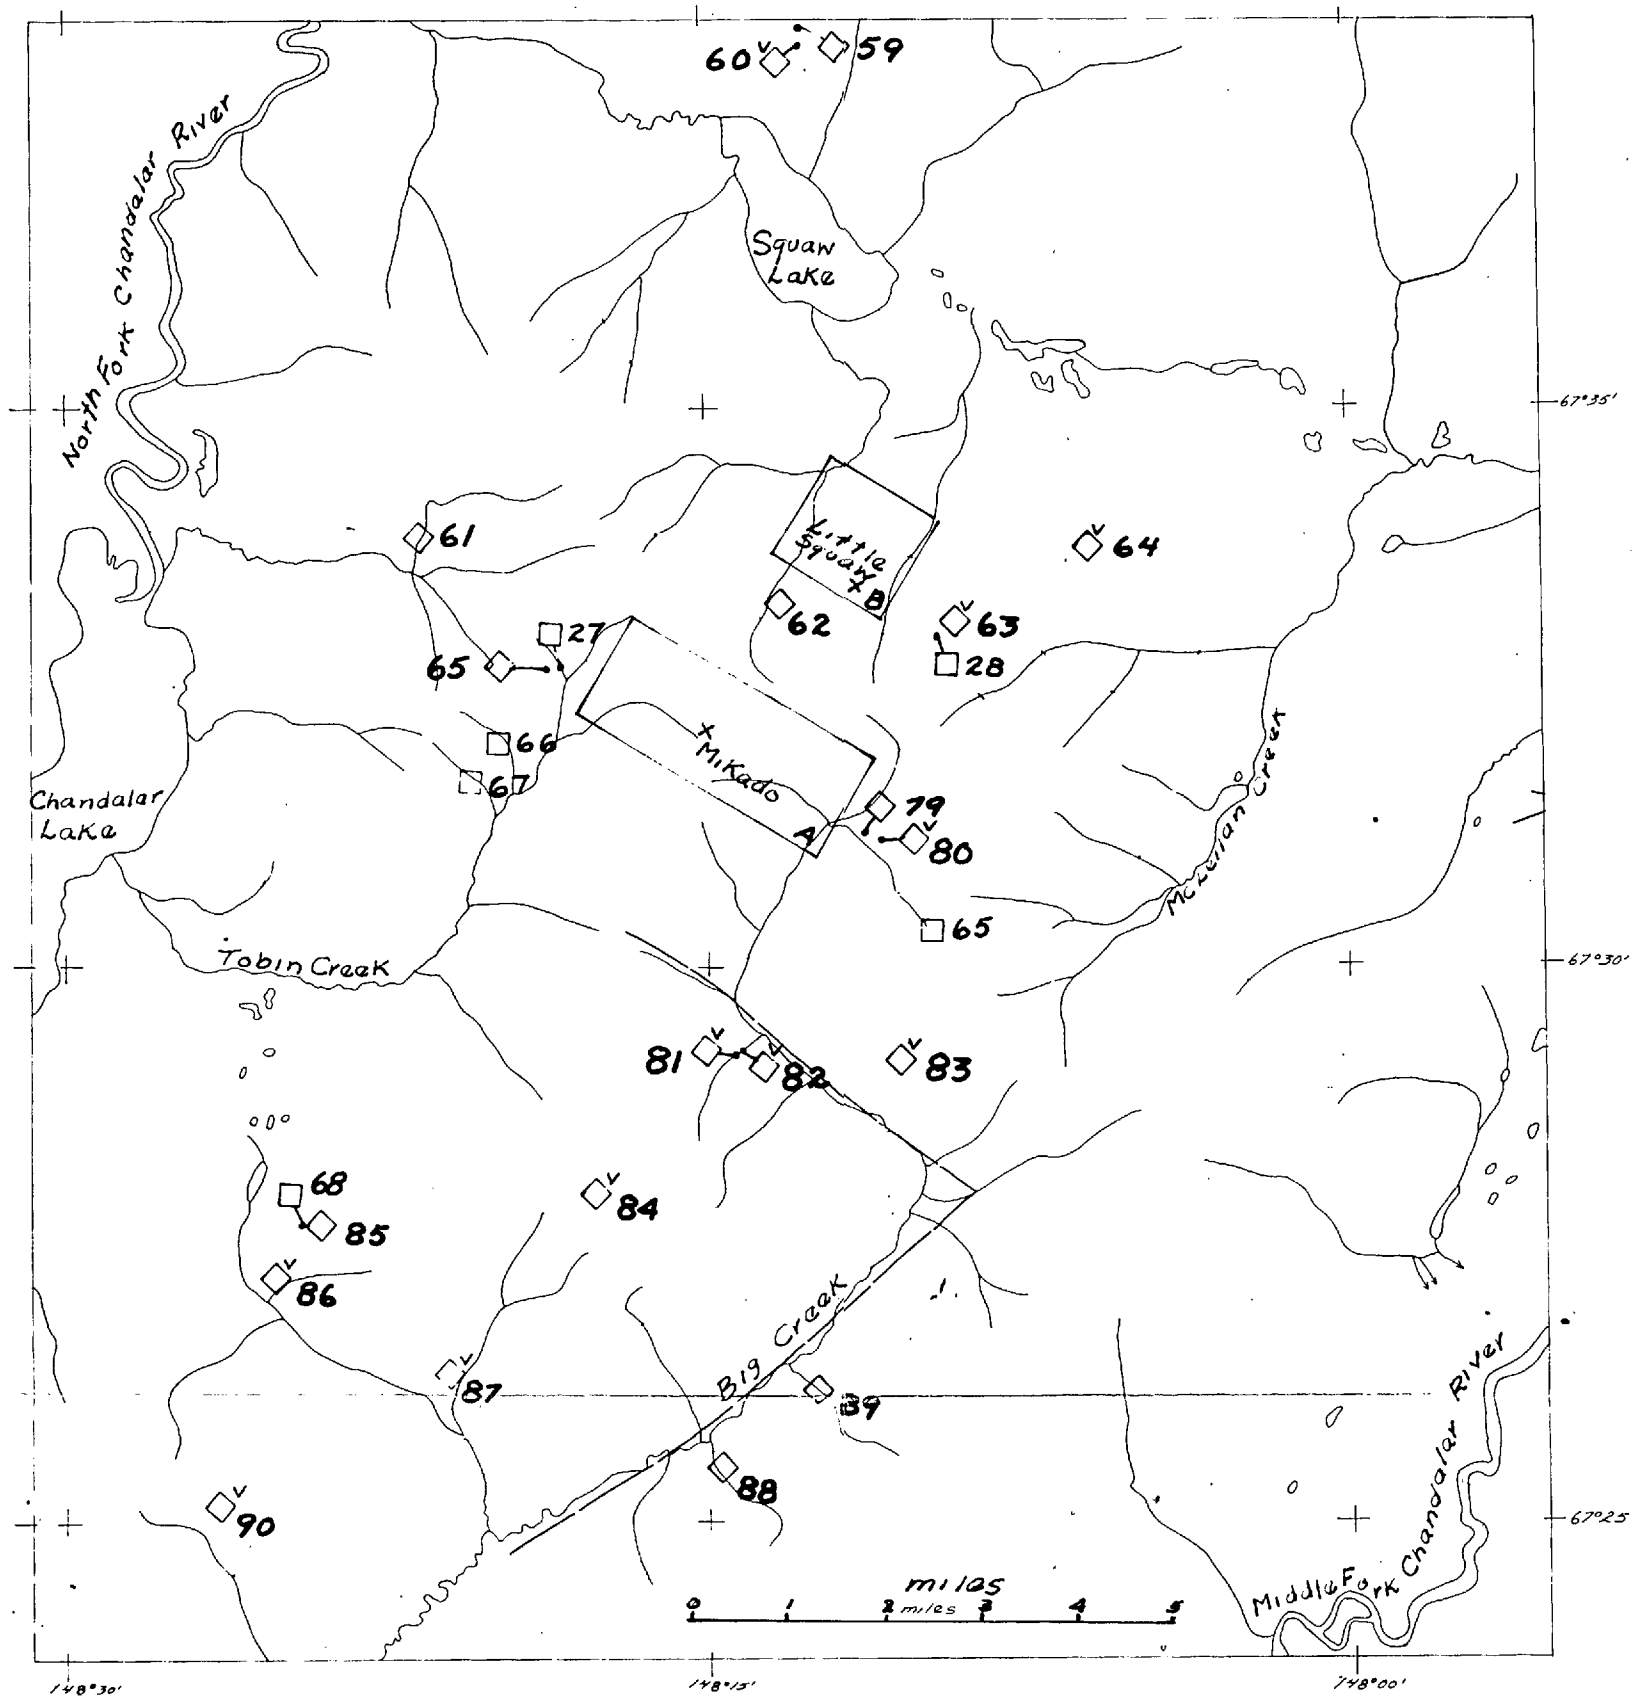 60
59
North Fork Chandalar River
Squaw
Lake
67°35'
61
Little
Squaw
B
64
62
63
27
65
28
66
67
Mikado
Chandalar
Lake
79
A
80
McLellan Creek
65
Tobin Creek
67°30'
81
82
83
68
84
85
86
Big Creek
87
89
88
90
Middle Fork Chandalar River
67°25
miles
0 1 2 miles 3 4 5
148°30'
148°15'
148°00'